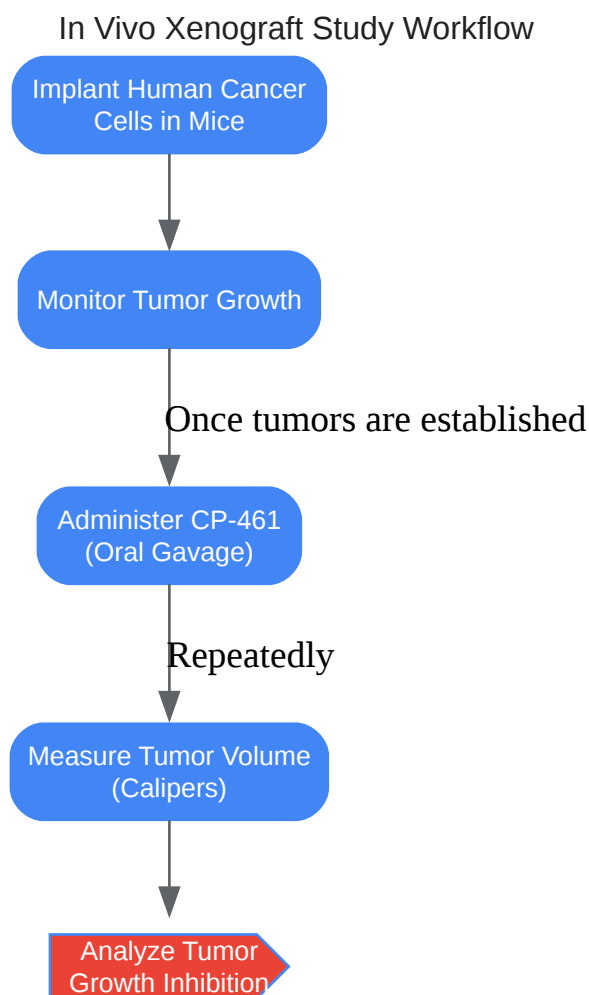 In Vivo Xenograft Study Workflow
Implant Human Cancer
Cells in Mice
Monitor Tumor Growth
Once tumors are established
Administer CP-461
(Oral Gavage)
Repeatedly
Measure Tumor Volume
(Calipers)
Analyze Tumor
Growth Inhibition